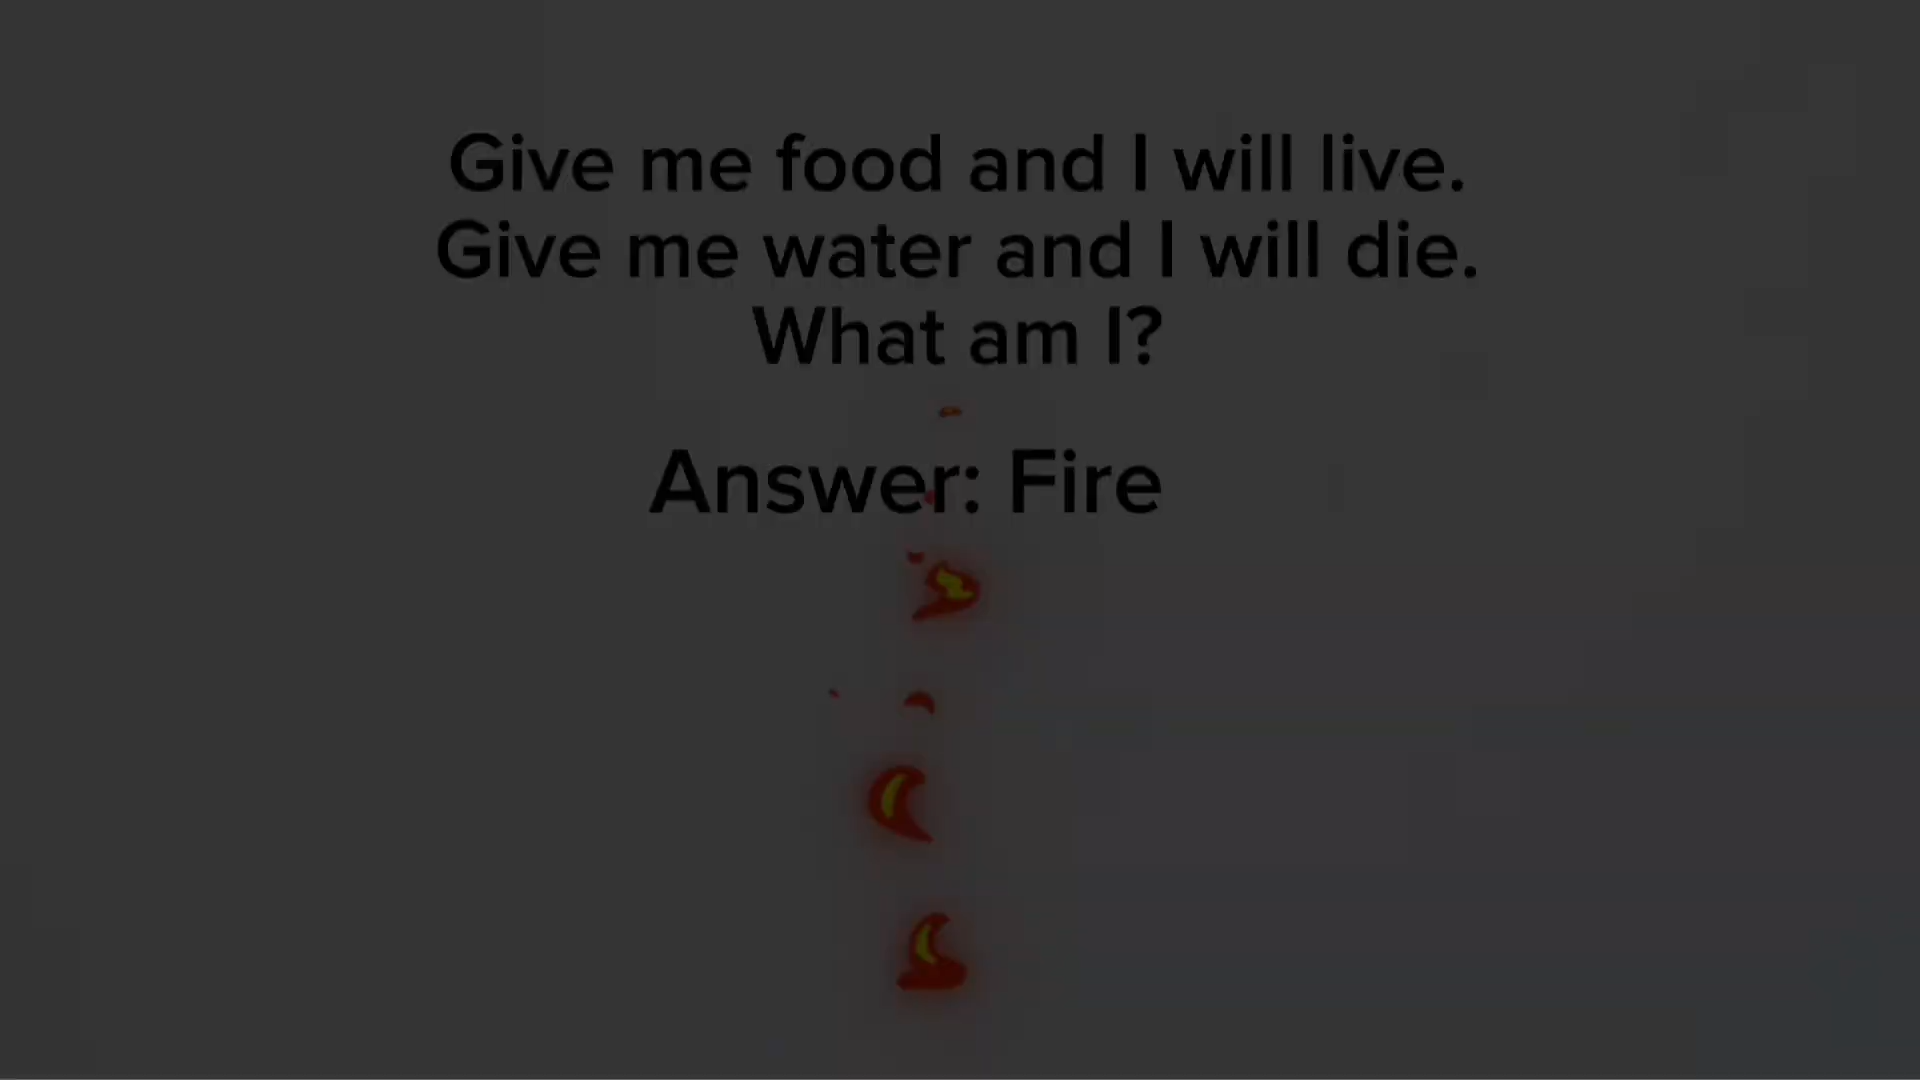 Give me food and I will live.
Give me water and I will die.
What am I?
Answer: Fire